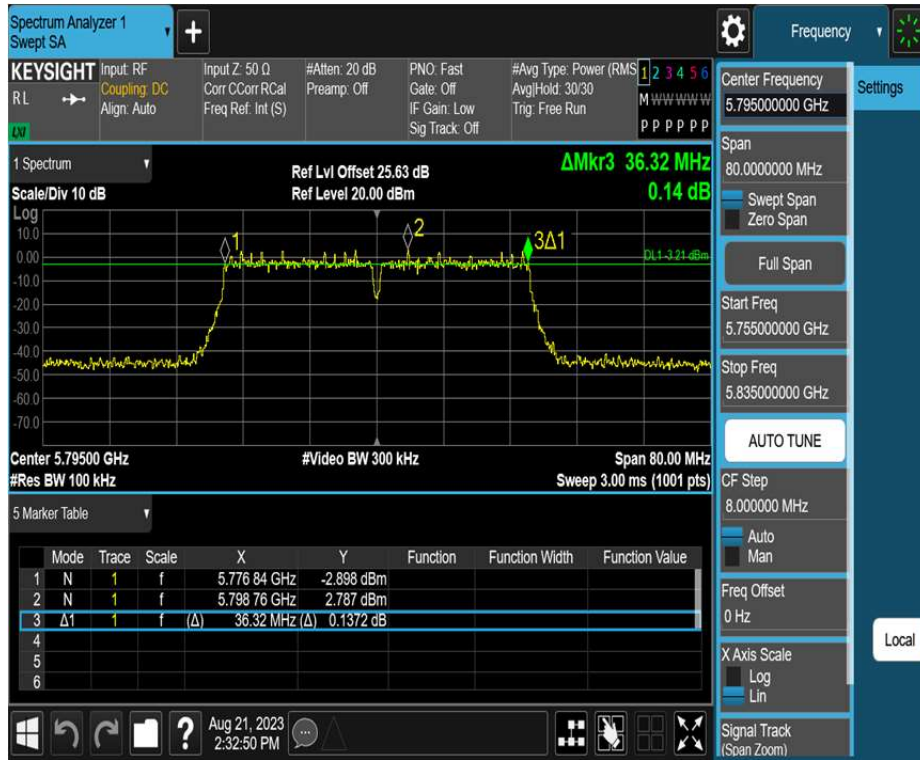 Spectrum Analyzer 1
Swept SA
+
Frequency
KEYSIGHT
R L
LXI
Input: RF
Coupling: DC
Align: Auto
Input Z: 50 Ω
Corr CCorr RCal
Freq Ref: Int (S)
#Atten: 20 dB
Preamp: Off
PNO: Fast
Gate: Off
IF Gain: Low
Sig Track: Off
#Avg Type: Power (RMS
Avg|Hold: 30/30
Trig: Free Run
1 2 3 4 5 6
M W W W W W
P P P P P P
1 Spectrum
Scale/Div 10 dB
Ref Lvl Offset 25.63 dB
Ref Level 20.00 dBm
ΔMkr3 36.32 MHz
0.14 dB
Log
10.0
0.00
-10.0
-20.0
-30.0
-40.0
-50.0
-60.0
-70.0
1
2
3Δ1
DL1 -3.21 dBm
Center 5.79500 GHz
#Video BW 300 kHz
Span 80.00 MHz
#Res BW 100 kHz
Sweep 3.00 ms (1001 pts)
5 Marker Table
Mode Trace Scale X Y Function Function Width Function Value
1 N 1 f 5.776 84 GHz -2.898 dBm
2 N 1 f 5.798 76 GHz 2.787 dBm
3 Δ1 1 f (Δ) 36.32 MHz (Δ) 0.1372 dB
4
5
6
?
Aug 21, 2023
2:32:50 PM
Center Frequency
5.795000000 GHz
Settings
Span
80.0000000 MHz
Swept Span
Zero Span
Full Span
Start Freq
5.755000000 GHz
Stop Freq
5.835000000 GHz
AUTO TUNE
CF Step
8.000000 MHz
Auto
Man
Freq Offset
0 Hz
Local
X Axis Scale
Log
Lin
Signal Track
(Span Zoom)